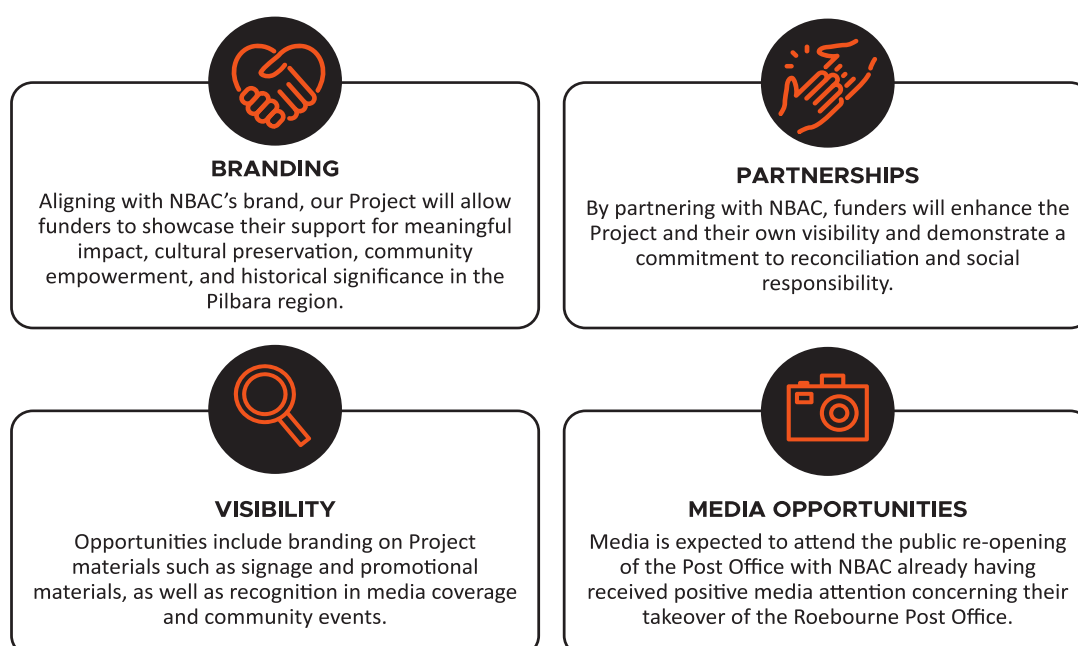 BRANDING
Aligning with NBAC’s brand, our Project will allow
funders to showcase their support for meaningful
impact, cultural preservation, community
empowerment, and historical significance in the
Pilbara region.
PARTNERSHIPS
By partnering with NBAC, funders will enhance the
Project and their own visibility and demonstrate a
commitment to reconciliation and social
responsibility.
VISIBILITY
Opportunities include branding on Project
materials such as signage and promotional
materials, as well as recognition in media coverage
and community events.
MEDIA OPPORTUNITIES
Media is expected to attend the public re-opening
of the Post Office with NBAC already having
received positive media attention concerning their
takeover of the Roebourne Post Office.